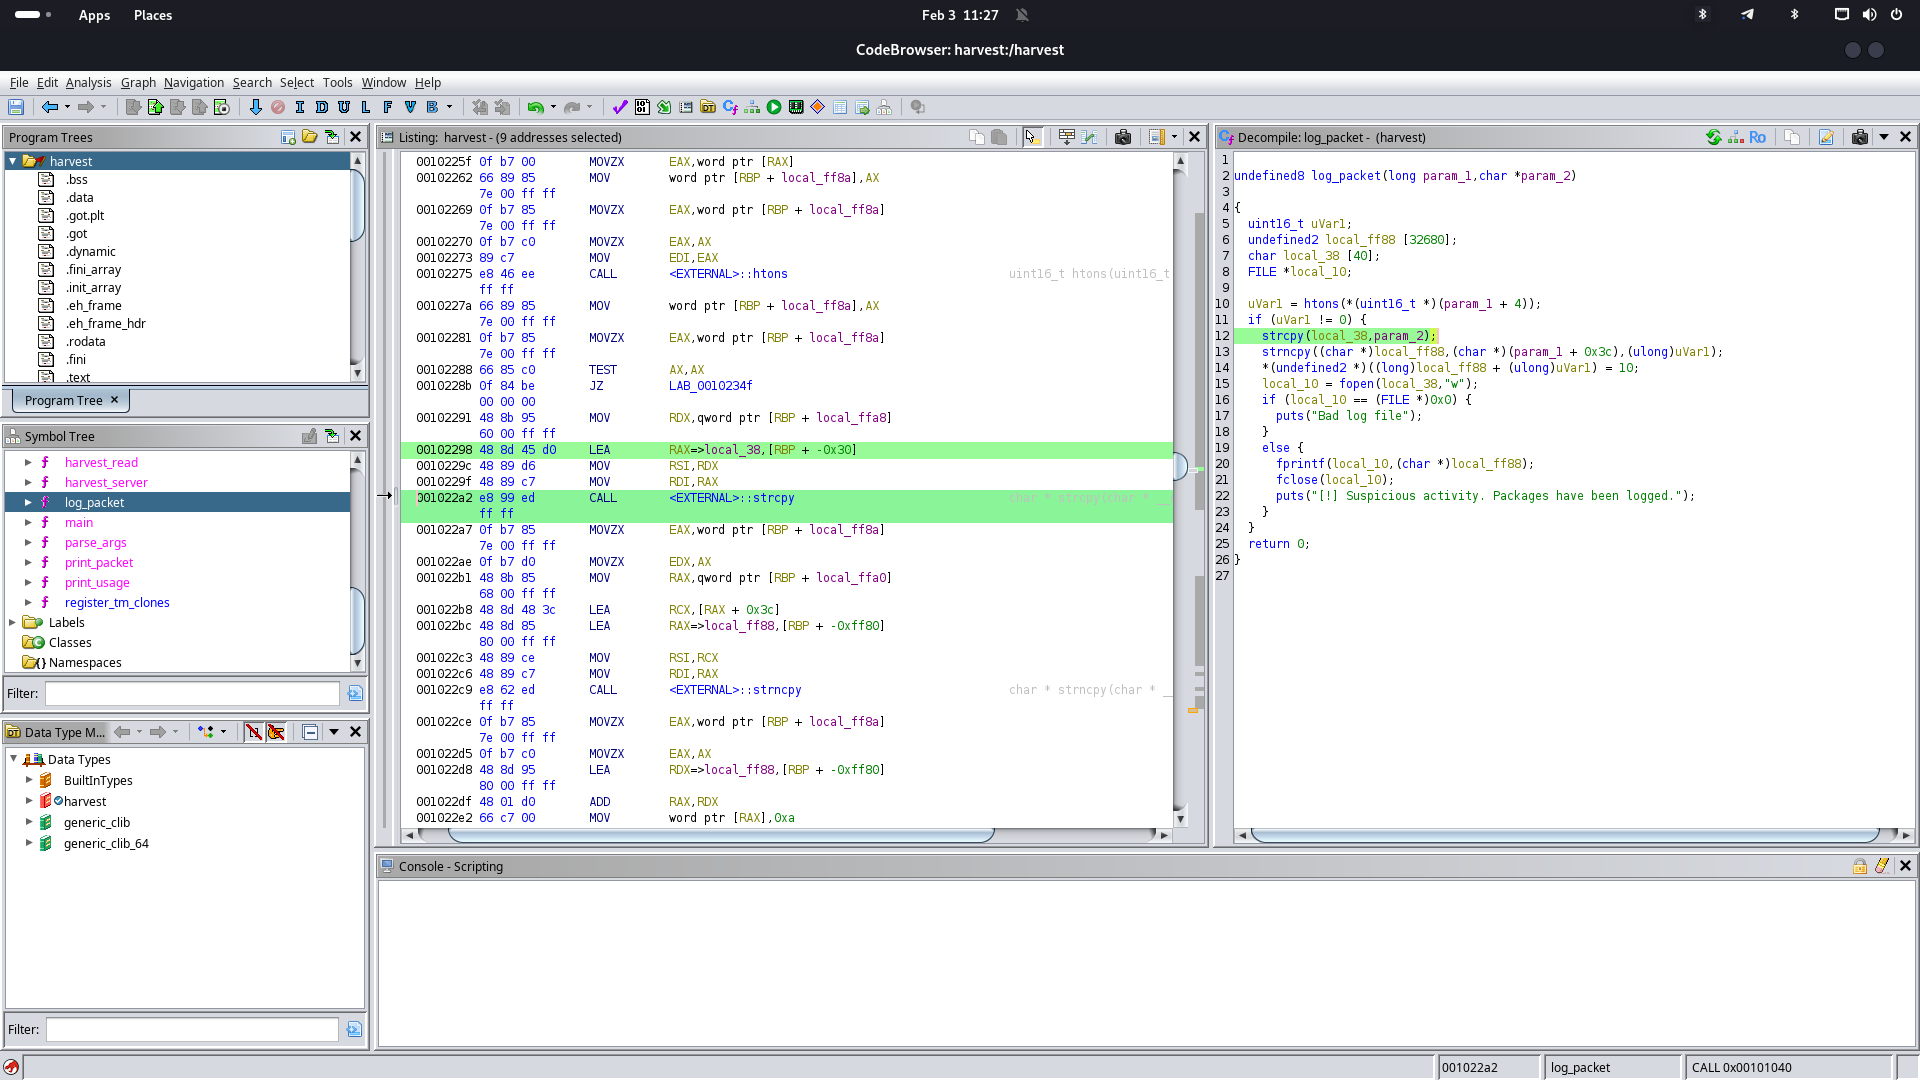 Apps Places Feb 3 11:27
CodeBrowser: harvest:/harvest
File Edit Analysis Graph Navigation Search Select Tools Window Help
I D U L F V B
Program Trees
harvest
.bss
.data
.got.plt
.got
.dynamic
.fini_array
.init_array
.eh_frame
.eh_frame_hdr
.rodata
.fini
.text
Program Tree ×
Symbol Tree
harvest_read
harvest_server
log_packet
main
parse_args
print_packet
print_usage
register_tm_clones
Labels
Classes
Namespaces
Filter:
Data Type M...
Data Types
BuiltInTypes
harvest
generic_clib
generic_clib_64
Filter:
Listing: harvest - (9 addresses selected)
0010225f 0f b7 00 MOVZX EAX,word ptr [RAX]
00102262 66 89 85 MOV word ptr [RBP + local_ff8a],AX
7e 00 ff ff
00102269 0f b7 85 MOVZX EAX,word ptr [RBP + local_ff8a]
7e 00 ff ff
00102270 0f b7 c0 MOVZX EAX,AX
00102273 89 c7 MOV EDI,EAX
00102275 e8 46 ee CALL <EXTERNAL>::htons uint16_t htons(uint16_t
ff ff
0010227a 66 89 85 MOV word ptr [RBP + local_ff8a],AX
7e 00 ff ff
00102281 0f b7 85 MOVZX EAX,word ptr [RBP + local_ff8a]
7e 00 ff ff
00102288 66 85 c0 TEST AX,AX
0010228b 0f 84 be JZ LAB_0010234f
00 00 00
00102291 48 8b 95 MOV RDX,qword ptr [RBP + local_ffa8]
60 00 ff ff
00102298 48 8d 45 d0 LEA RAX=>local_38,[RBP + -0x30]
0010229c 48 89 d6 MOV RSI,RDX
0010229f 48 89 c7 MOV RDI,RAX
001022a2 e8 99 ed CALL <EXTERNAL>::strcpy char * strcpy(char * __
ff ff
001022a7 0f b7 85 MOVZX EAX,word ptr [RBP + local_ff8a]
7e 00 ff ff
001022ae 0f b7 d0 MOVZX EDX,AX
001022b1 48 8b 85 MOV RAX,qword ptr [RBP + local_ffa0]
68 00 ff ff
001022b8 48 8d 48 3c LEA RCX,[RAX + 0x3c]
001022bc 48 8d 85 LEA RAX=>local_ff88,[RBP + -0xff80]
80 00 ff ff
001022c3 48 89 ce MOV RSI,RCX
001022c6 48 89 c7 MOV RDI,RAX
001022c9 e8 62 ed CALL <EXTERNAL>::strncpy char * strncpy(char * __
ff ff
001022ce 0f b7 85 MOVZX EAX,word ptr [RBP + local_ff8a]
7e 00 ff ff
001022d5 0f b7 c0 MOVZX EAX,AX
001022d8 48 8d 95 LEA RDX=>local_ff88,[RBP + -0xff80]
80 00 ff ff
001022df 48 01 d0 ADD RAX,RDX
001022e2 66 c7 00 MOV word ptr [RAX],0xa
Decompile: log_packet - (harvest)
Ro
1
2 undefined8 log_packet(long param_1,char *param_2)
3
4 {
5 uint16_t uVar1;
6 undefined2 local_ff88 [32680];
7 char local_38 [40];
8 FILE *local_10;
9
10 uVar1 = htons(*(uint16_t *)(param_1 + 4));
11 if (uVar1 != 0) {
12 strcpy(local_38,param_2);
13 strncpy((char *)local_ff88,(char *)(param_1 + 0x3c),(ulong)uVar1);
14 *(undefined2 *)((long)local_ff88 + (ulong)uVar1) = 10;
15 local_10 = fopen(local_38,"w");
16 if (local_10 == (FILE *)0x0) {
17 puts("Bad log file");
18 }
19 else {
20 fprintf(local_10,(char *)local_ff88);
21 fclose(local_10);
22 puts("[!] Suspicious activity. Packages have been logged.");
23 }
24 }
25 return 0;
26 }
27
Console - Scripting
001022a2 log_packet CALL 0x00101040